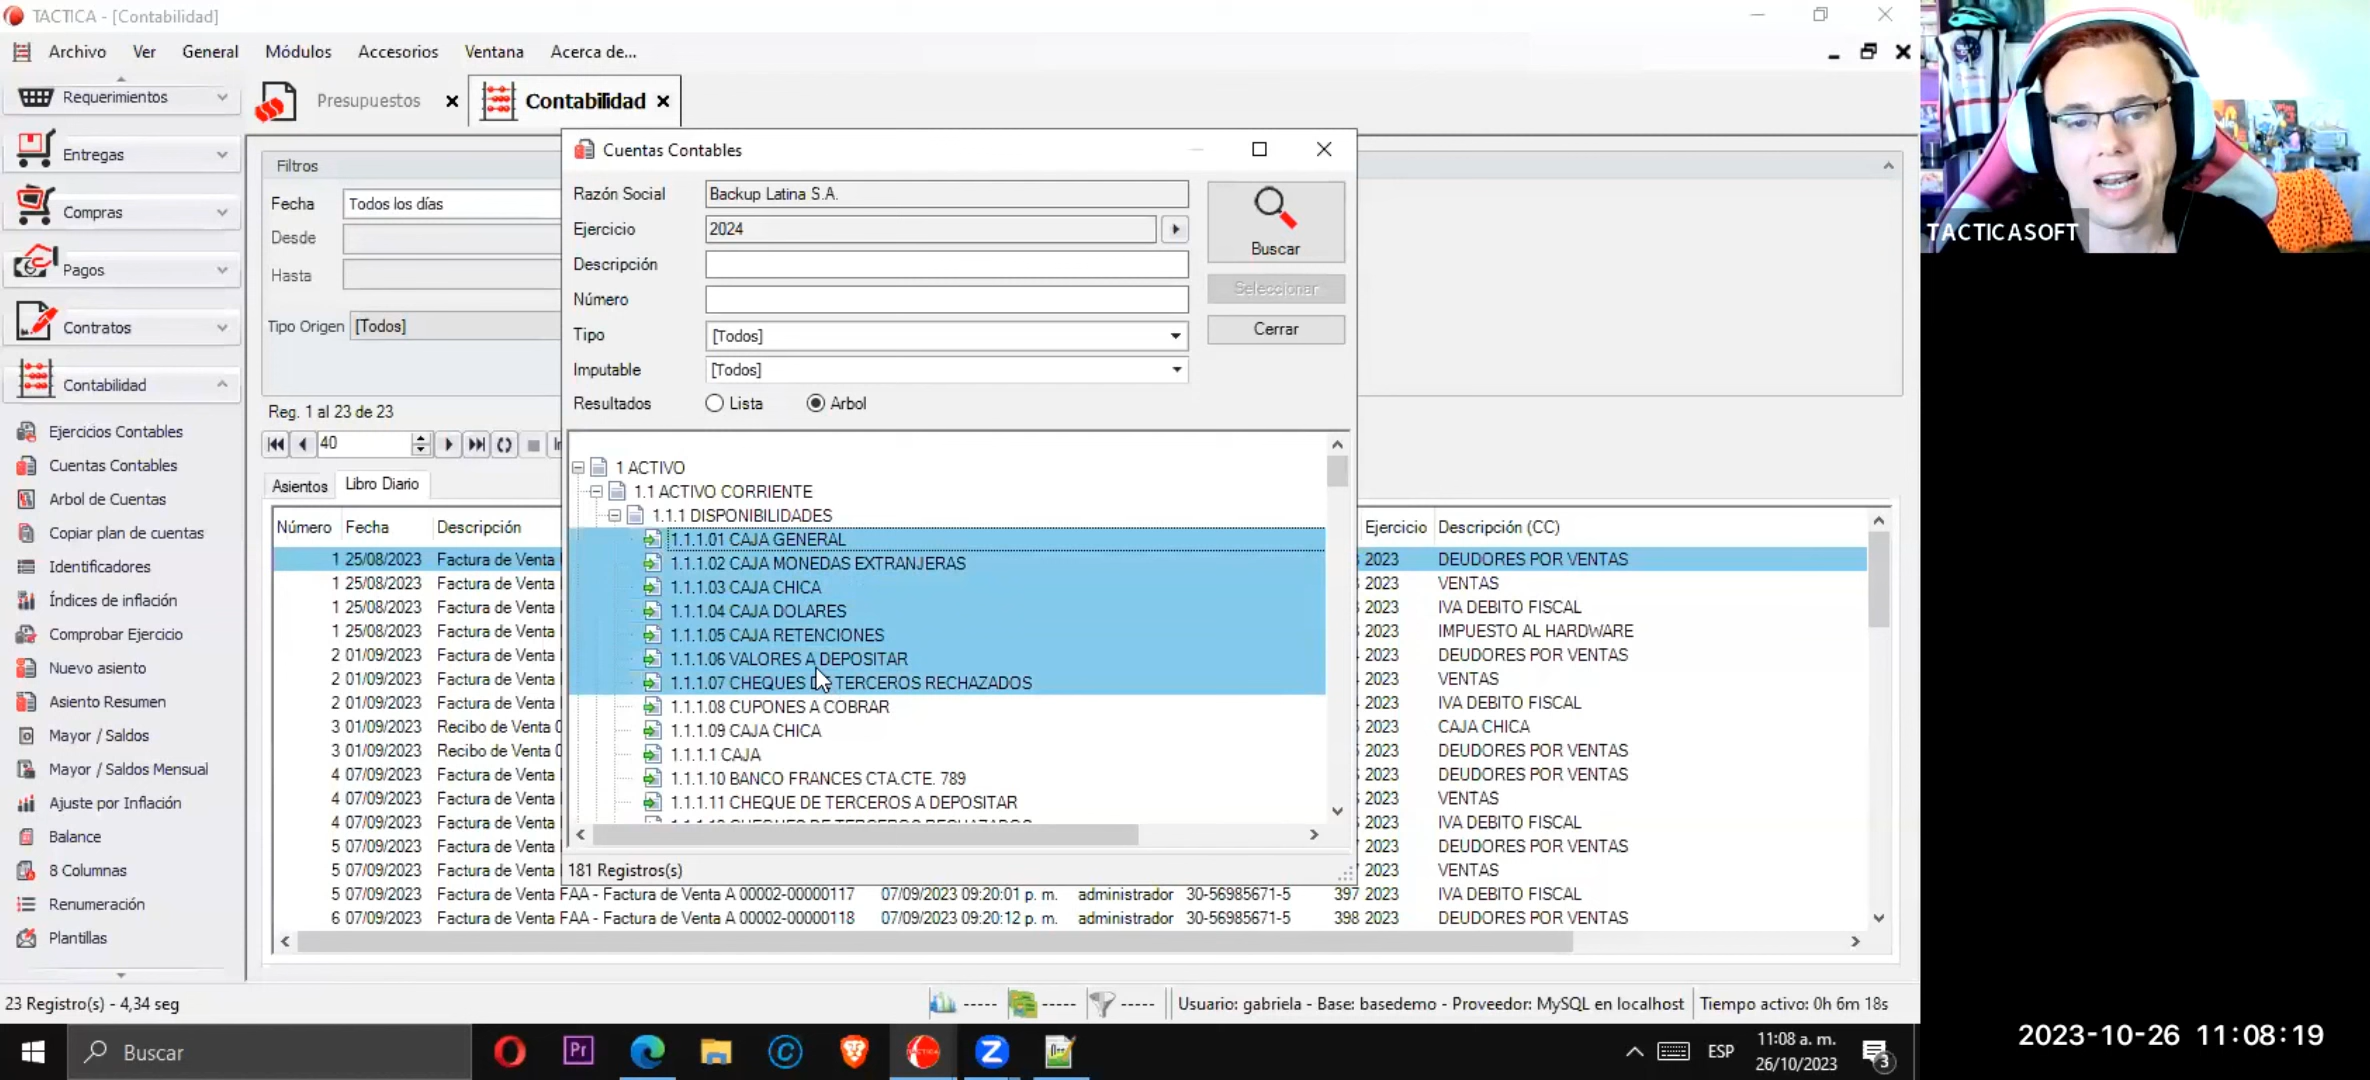 TACTICA - [Contabilidad]
Archivo Ver General Módulos Accesorios Ventana Acerca de...
Requerimientos
Entregas
Compras
Pagos
Contratos
Contabilidad
Ejercicios Contables
Cuentas Contables
Arbol de Cuentas
Copiar plan de cuentas
Identificadores
Índices de inflación
Comprobar Ejercicio
Nuevo asiento
Asiento Resumen
Mayor / Saldos
Mayor / Saldos Mensual
Ajuste por Inflación
Balance
8 Columnas
Renumeración
Plantillas
Presupuestos
Contabilidad
Filtros
Fecha Todos los días
Desde
Hasta
Tipo Origen [Todos]
Reg. 1 al 23 de 23
40
Asientos Libro Diario
Cuentas Contables
Razón Social Backup Latina S.A.
Ejercicio 2024
Descripción
Número
Tipo [Todos]
Imputable [Todos]
Resultados Lista Arbol
Buscar
Seleccionar
Cerrar
1 ACTIVO
1.1 ACTIVO CORRIENTE
1.1.1 DISPONIBILIDADES
1.1.1.01 CAJA GENERAL
1.1.1.02 CAJA MONEDAS EXTRANJERAS
1.1.1.03 CAJA CHICA
1.1.1.04 CAJA DOLARES
1.1.1.05 CAJA RETENCIONES
1.1.1.06 VALORES A DEPOSITAR
1.1.1.07 CHEQUES DE TERCEROS RECHAZADOS
1.1.1.08 CUPONES A COBRAR
1.1.1.09 CAJA CHICA
1.1.1.1 CAJA
1.1.1.10 BANCO FRANCES CTA.CTE. 789
1.1.1.11 CHEQUE DE TERCEROS A DEPOSITAR
181 Registros(s)
Número Fecha Descripción Ejercicio Descripción (CC)
1 25/08/2023 Factura de Venta 2023 DEUDORES POR VENTAS
1 25/08/2023 Factura de Venta 2023 VENTAS
1 25/08/2023 Factura de Venta 2023 IVA DEBITO FISCAL
1 25/08/2023 Factura de Venta 2023 IMPUESTO AL HARDWARE
2 01/09/2023 Factura de Venta 2023 DEUDORES POR VENTAS
2 01/09/2023 Factura de Venta 2023 VENTAS
2 01/09/2023 Factura de Venta 2023 IVA DEBITO FISCAL
3 01/09/2023 Recibo de Venta 2023 CAJA CHICA
3 01/09/2023 Recibo de Venta 2023 DEUDORES POR VENTAS
4 07/09/2023 Factura de Venta 2023 DEUDORES POR VENTAS
4 07/09/2023 Factura de Venta 2023 VENTAS
4 07/09/2023 Factura de Venta 2023 IVA DEBITO FISCAL
5 07/09/2023 Factura de Venta 2023 DEUDORES POR VENTAS
5 07/09/2023 Factura de Venta 2023 VENTAS
5 07/09/2023 Factura de Venta FAA - Factura de Venta A 00002-00000117 07/09/2023 09:20:01 p. m. administrador 30-56985671-5 397 2023 IVA DEBITO FISCAL
6 07/09/2023 Factura de Venta FAA - Factura de Venta A 00002-00000118 07/09/2023 09:20:12 p. m. administrador 30-56985671-5 398 2023 DEUDORES POR VENTAS
23 Registro(s) - 4,34 seg ----- ----- ----- Usuario: gabriela - Base: basedemo - Proveedor: MySQL en localhost Tiempo activo: 0h 6m 18s
Buscar
Pr
ESP
11:08 a. m.
26/10/2023
3
TACTICASOFT
2023-10-26 11:08:19